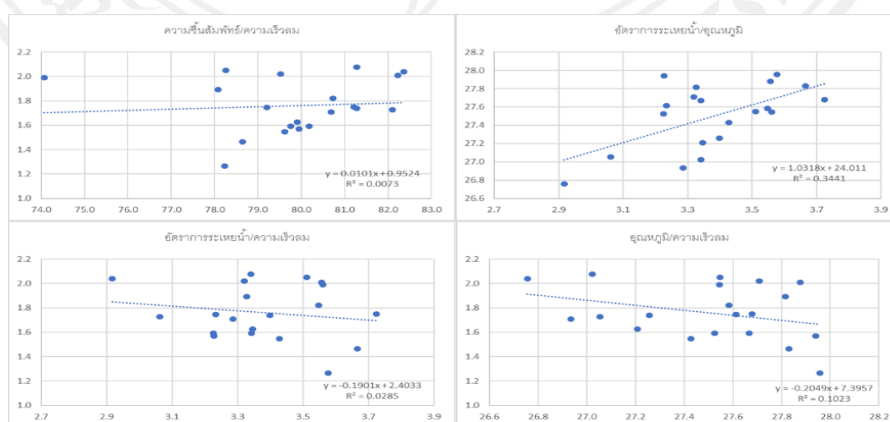 ความชื้นสัมพัทธ์/ความเร็วลม
2.2
2.0
1.8
1.6
1.4
1.2
1.0
y = 0.0101x + 0.9524
R² = 0.0073
74.0 75.0 76.0 77.0 78.0 79.0 80.0 81.0 82.0 83.0
อัตราการระเหยน้ำ/อุณหภูมิ
28.2
28.0
27.8
27.6
27.4
27.2
27.0
26.8
26.6
y = 1.0318x + 24.011
R² = 0.3441
2.7 2.9 3.1 3.3 3.5 3.7 3.9
อัตราการระเหยน้ำ/ความเร็วลม
2.2
2.0
1.8
1.6
1.4
1.2
1.0
y = -0.1901x + 2.4033
R² = 0.0285
2.7 2.9 3.1 3.3 3.5 3.7 3.9
อุณหภูมิ/ความเร็วลม
2.2
2.0
1.8
1.6
1.4
1.2
1.0
y = -0.2049x + 7.3957
R² = 0.1023
26.6 26.8 27.0 27.2 27.4 27.6 27.8 28.0 28.2